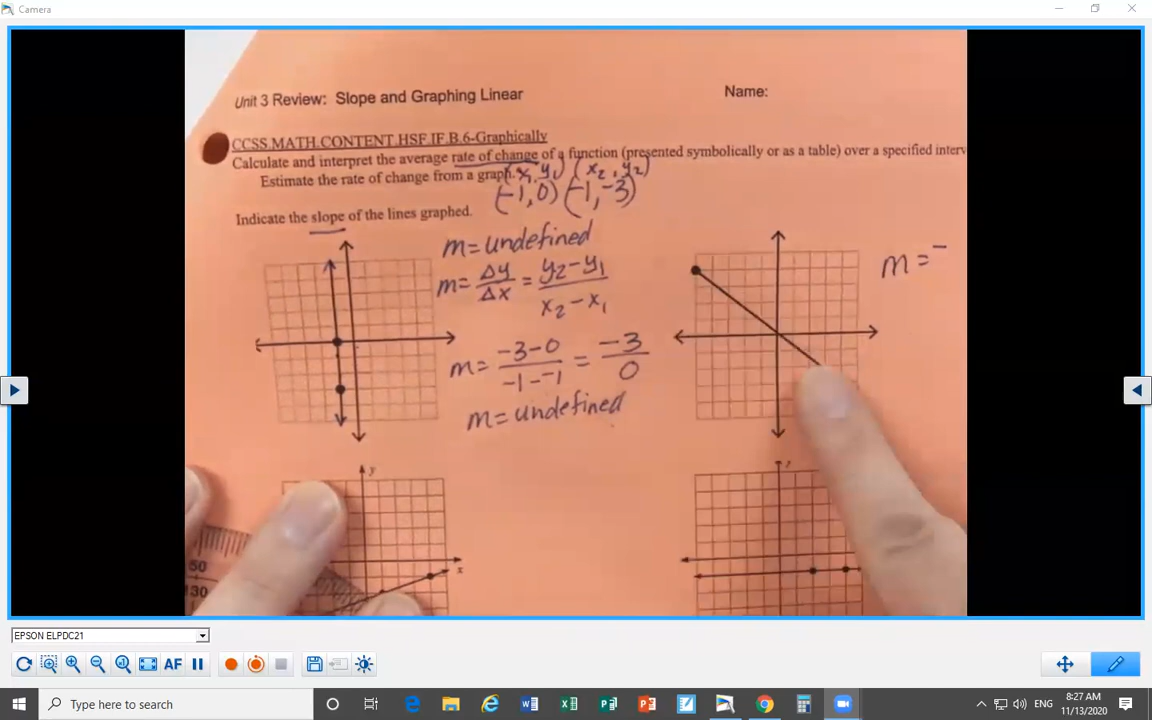 Camera
Unit 3 Review: Slope and Graphing Linear
Name:
CCSS.MATH.CONTENT.HSF.IF.B.6-Graphically
Calculate and interpret the average rate of change of a function (presented symbolically or as a table) over a specified
Estimate the rate of change from a graph.
(x₁, y₁) (x₂, y₂)
(-1, 0) (-1, -3)
Indicate the slope of the lines graphed.
m = undefined
m = Δy/Δx = y₂ - y₁ / x₂ - x₁
m = -3 - 0 / -1 - -1 = -3/0
m = undefined
m = -
y
x
y
50
30
EPSON ELPDC21
AF
Type here to search
ENG
8:27 AM
11/13/2020